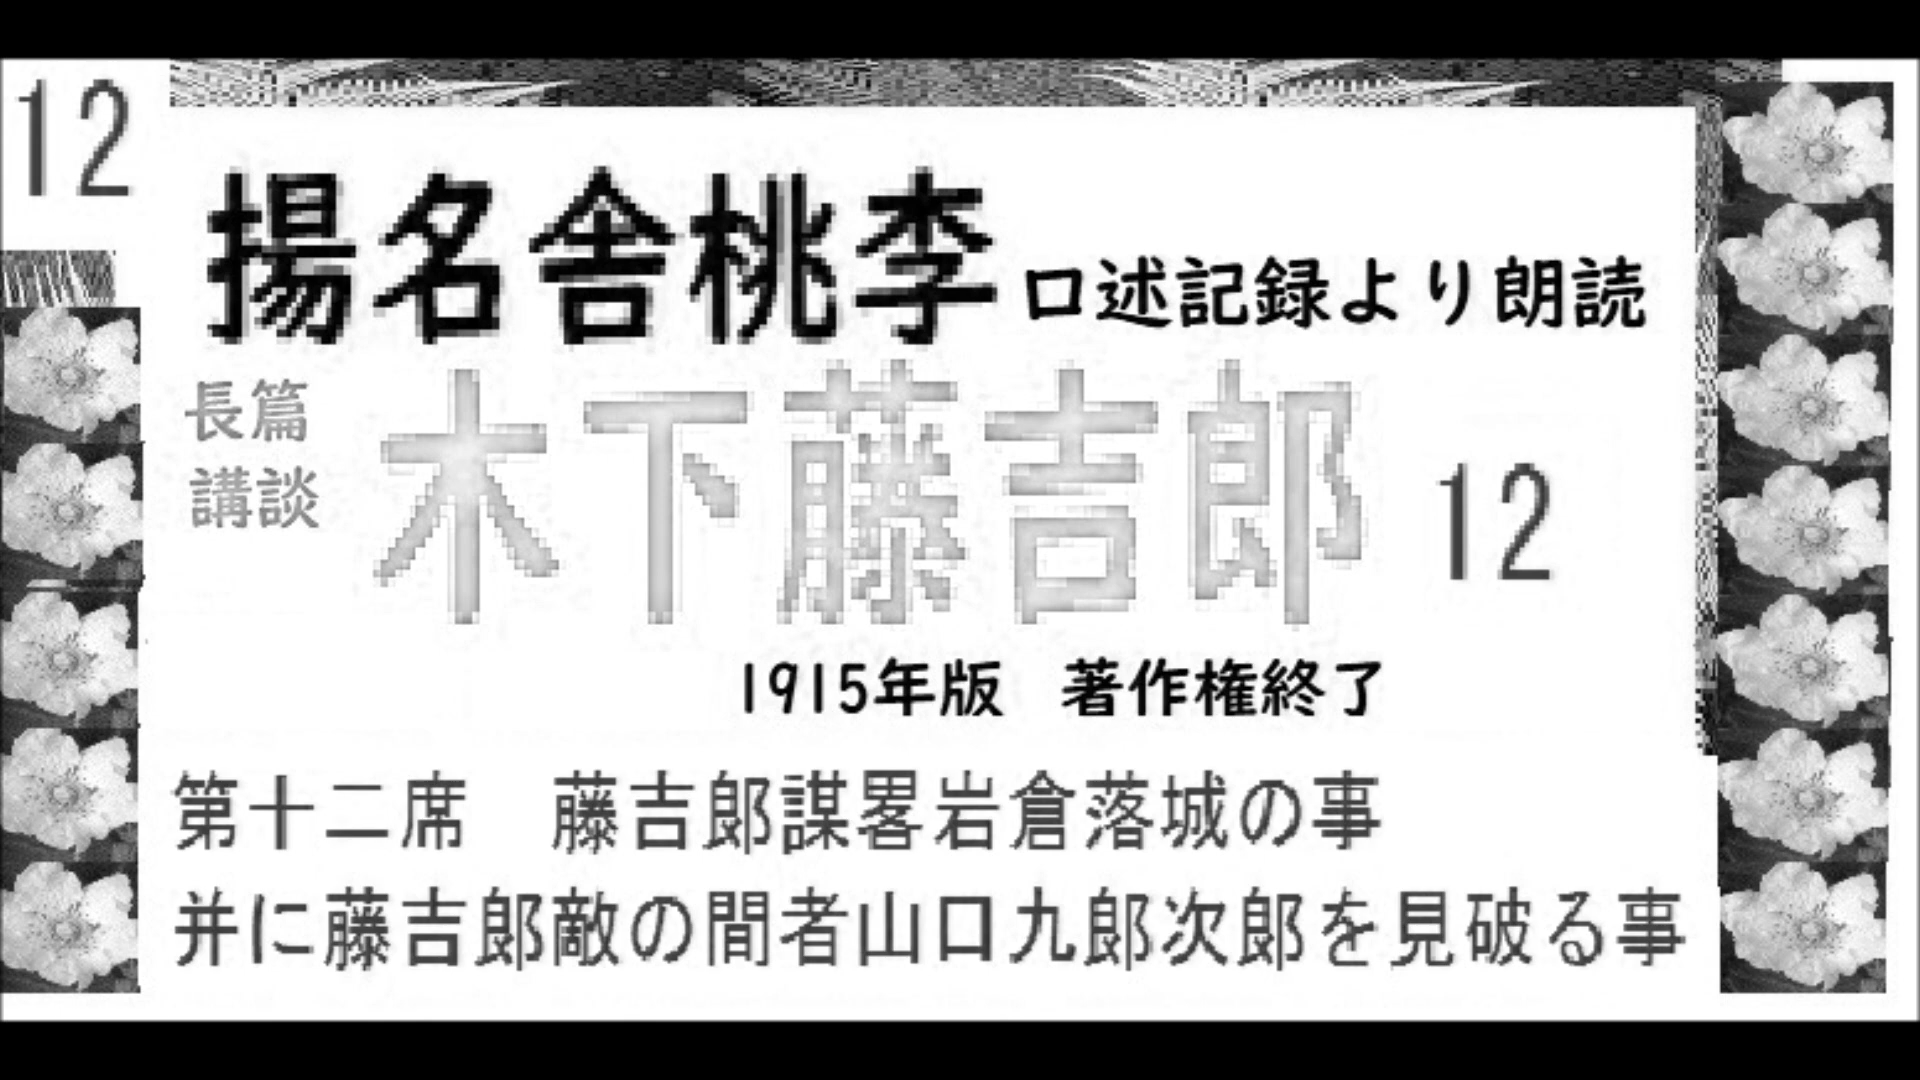 12
揚名舎桃李口述記録より朗読
長篇
講談
木下藤吉郎 12
1915年版 著作権終了
第十二席 藤吉郎謀畧岩倉落城の事
并に藤吉郎敵の間者山口九郎次郎を見破る事